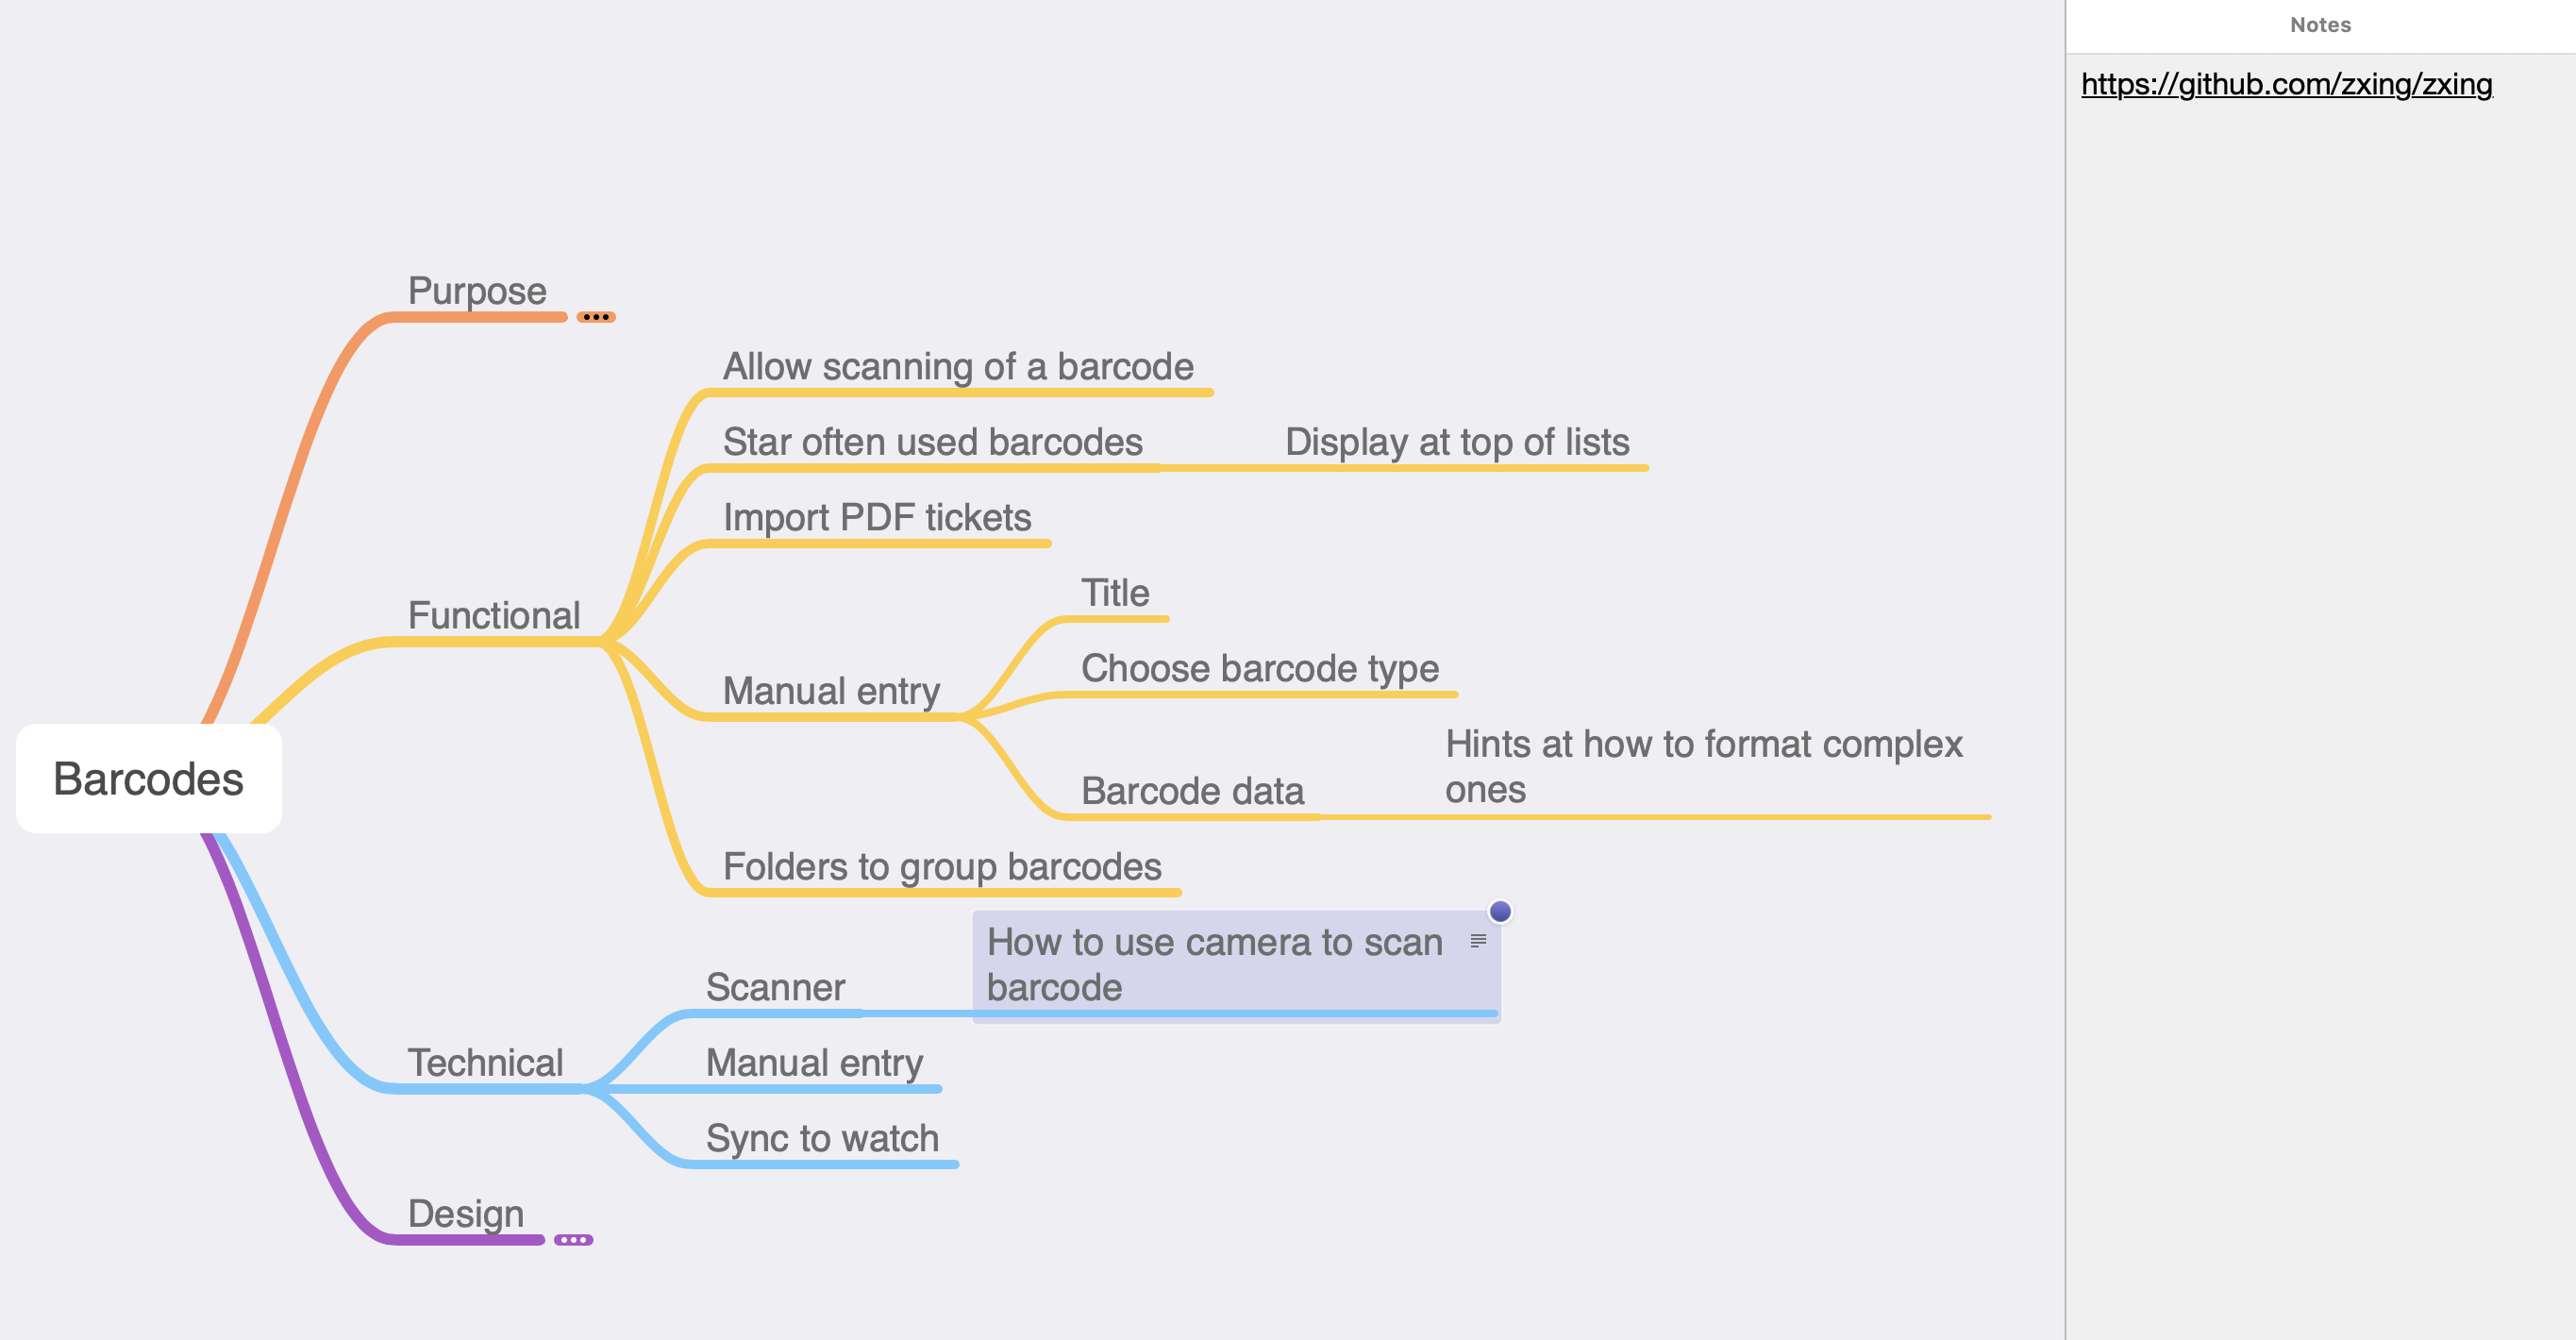 Notes
https://github.com/zxing/zxing
Purpose
Allow scanning of a barcode
Star often used barcodes
Display at top of lists
Import PDF tickets
Title
Functional
Choose barcode type
Manual entry
Hints at how to format complex
ones
Barcodes
Barcode data
Folders to group barcodes
How to use camera to scan
barcode
Scanner
Technical
Manual entry
Sync to watch
Design